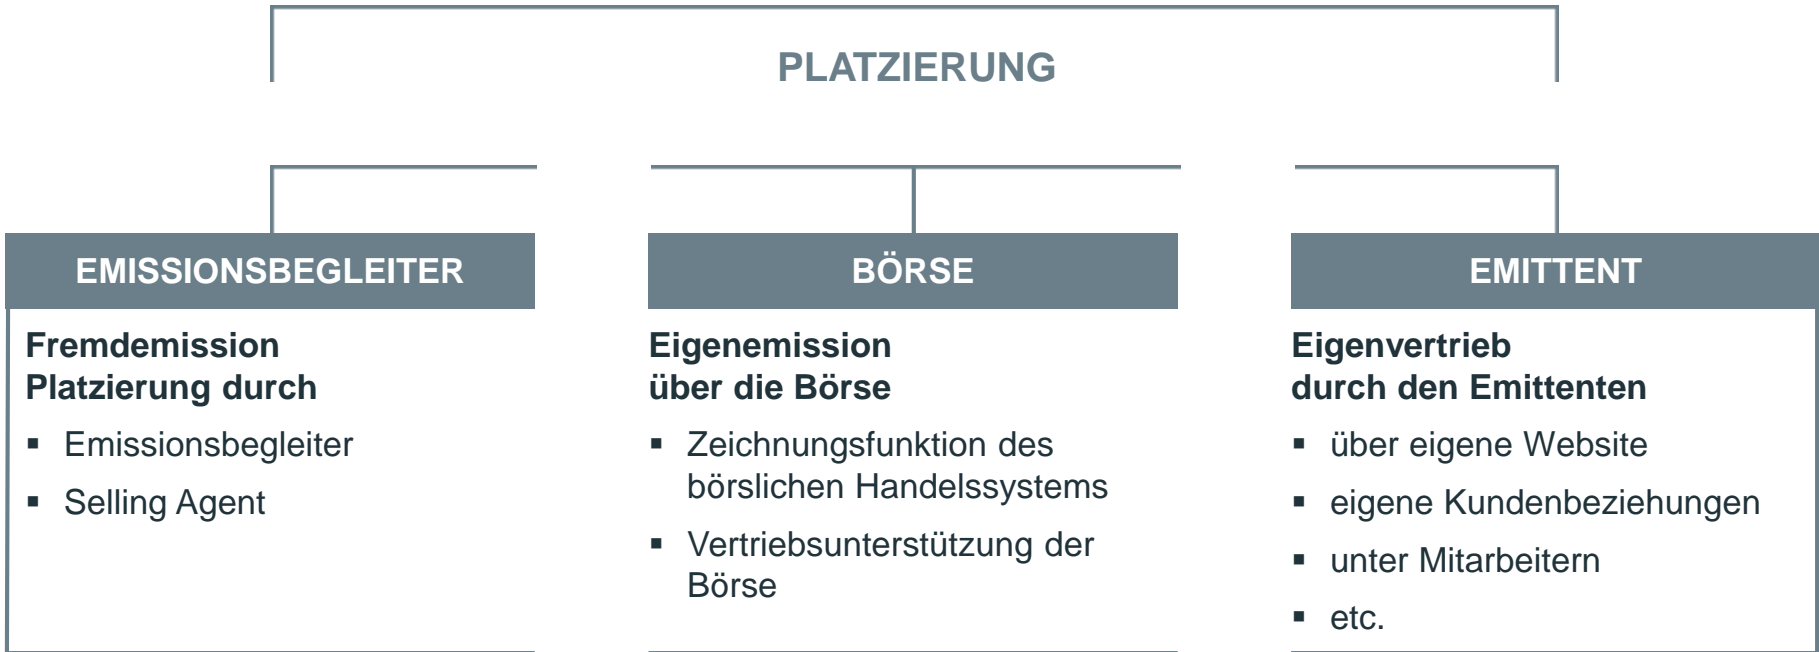 PLATZIERUNG
EMISSIONSBEGLEITER
Fremdemission
Platzierung durch
▪ Emissionsbegleiter
▪ Selling Agent
BÖRSE
Eigenemission
über die Börse
▪ Zeichnungsfunktion des
börslichen Handelssystems
▪ Vertriebsunterstützung der
Börse
EMITTENT
Eigenvertrieb
durch den Emittenten
▪ über eigene Website
▪ eigene Kundenbeziehungen
▪ unter Mitarbeitern
▪ etc.